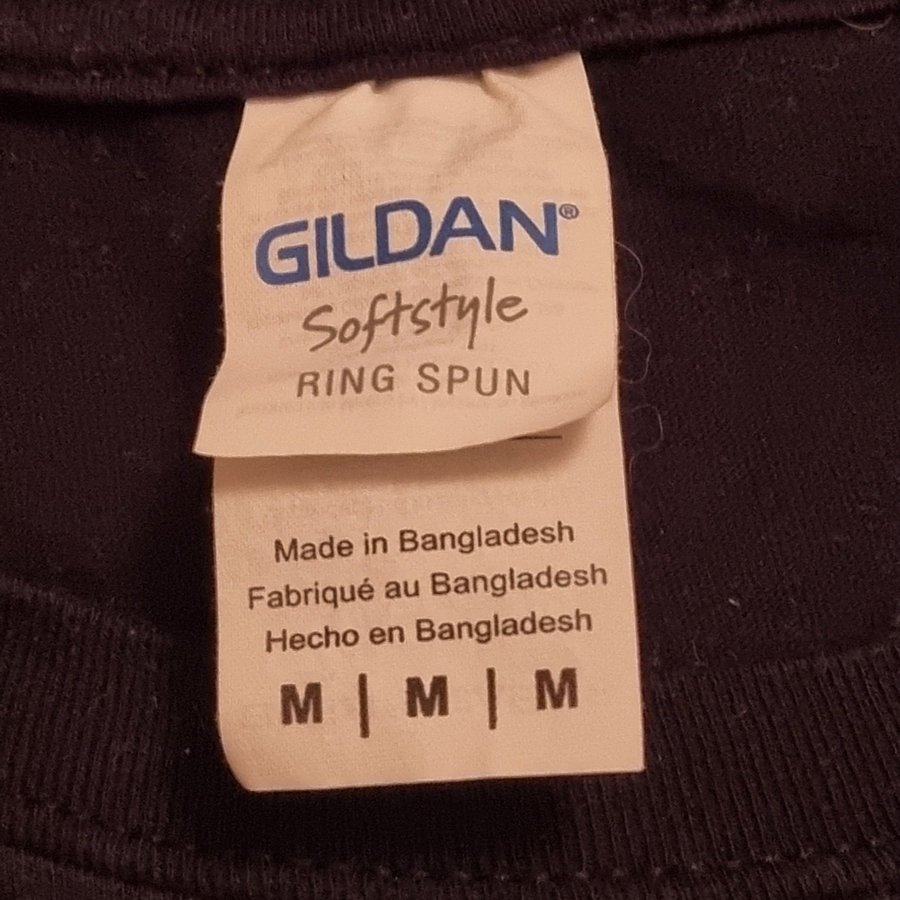 GILDAN®
Softstyle
RING SPUN
Made in Bangladesh
Fabriqué au Bangladesh
Hecho en Bangladesh
M | M | M